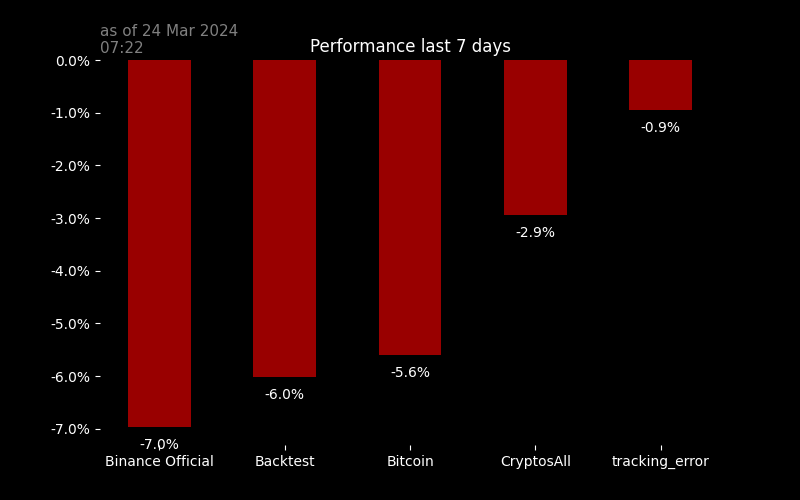 as of 24 Mar 2024
07:22
Performance last 7 days
0.0%
-1.0%
-2.0%
-3.0%
-4.0%
-5.0%
-6.0%
-7.0%
-0.9%
-2.9%
-5.6%
-6.0%
-7.0%
Binance Official
Backtest
Bitcoin
CryptosAll
tracking_error